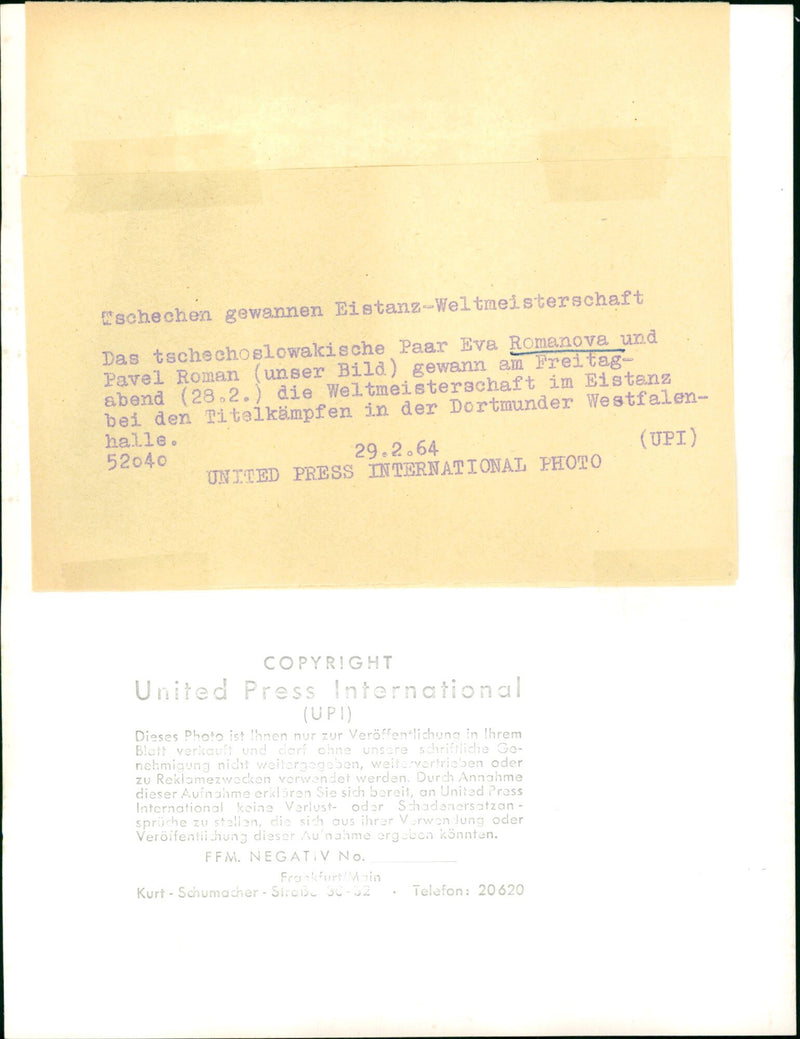 Tschechen gewannen Eistanz-Weltmeisterschaft
Das tschechoslowakische Paar Eva Romanova und
Pavel Roman (unser Bild) gewann am Freitag-
abend (28.2.) die Weltmeisterschaft im Eistanz
bei den Titelkämpfen in der Dortmunder Westfalen-
halle. (UPI)
52040 29.2.64
UNITED PRESS INTERNATIONAL PHOTO
COPYRIGHT
United Press International
(UPI)
Dieses Photo ist Ihnen nur zur Veröffentlichung in Ihrem
Blatt verkauft und darf ohne unsere schriftliche Ge-
nehmigung nicht weitergegeben, weitervertrieben oder
zu Reklamezwecken verwendet werden. Durch Annahme
dieser Aufnahme erklären Sie sich bereit, an United Press
International keine Verlust- oder Schadenersatzan-
sprüche zu stellen, die sich aus ihrer Verwendung oder
Veröffentlichung dieser Aufnahme ergeben könnten.
FFM. NEGATIV No.
Frankfurt/Main
Kurt-Schumacher-Straße 30-32 · Telefon: 20620